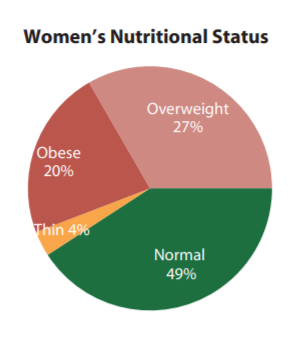 Women’s Nutritional Status
Overweight
27%
Obese
20%
Thin 4%
Normal
49%